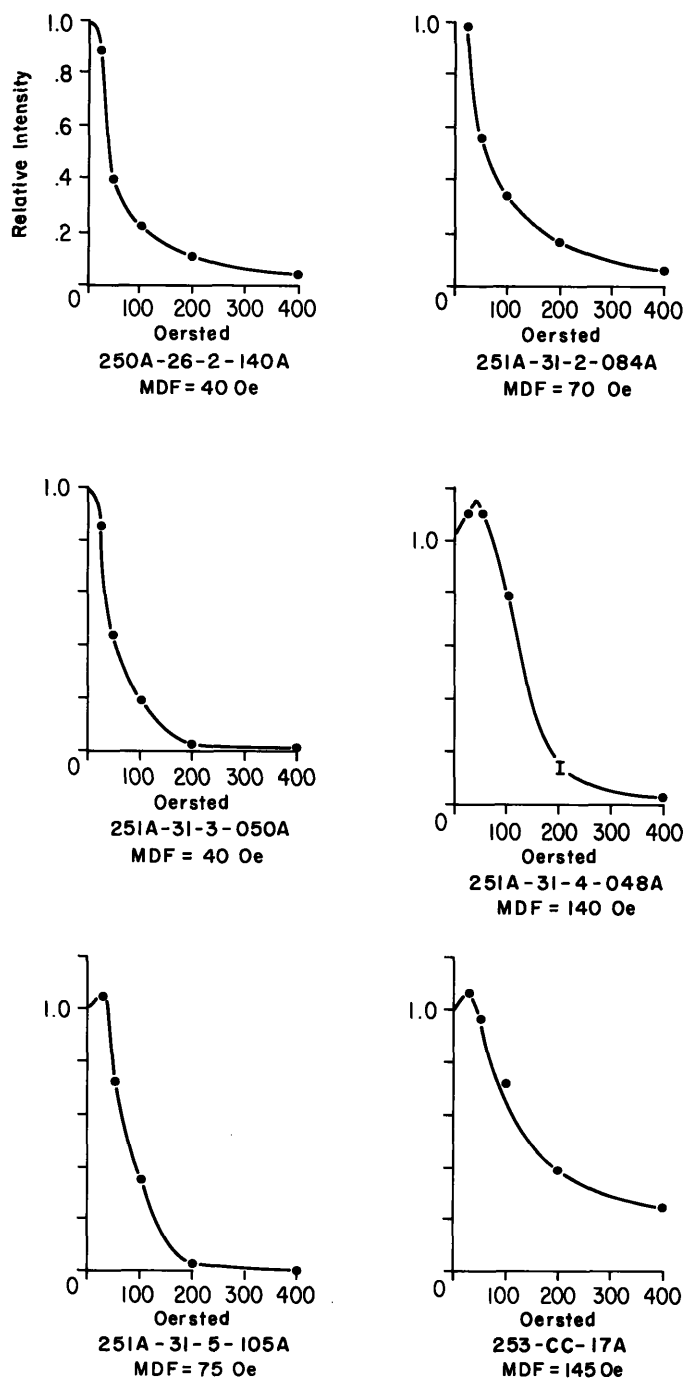 Relative Intensity
1.0
.8
.6
.4
.2
0
100 200 300 400
Oersted
250A-26-2-140A
MDF = 40 Oe
1.0
0
100 200 300 400
Oersted
251A-31-2-084A
MDF = 70 Oe
1.0
0
100 200 300 400
Oersted
251A-31-3-050A
MDF = 40 Oe
1.0
0
100 200 300 400
Oersted
251A-31-4-048A
MDF = 140 Oe
1.0
0
100 200 300 400
Oersted
251A-31-5-105A
MDF = 75 Oe
1.0
0
100 200 300 400
Oersted
253-CC-17A
MDF = 145 Oe